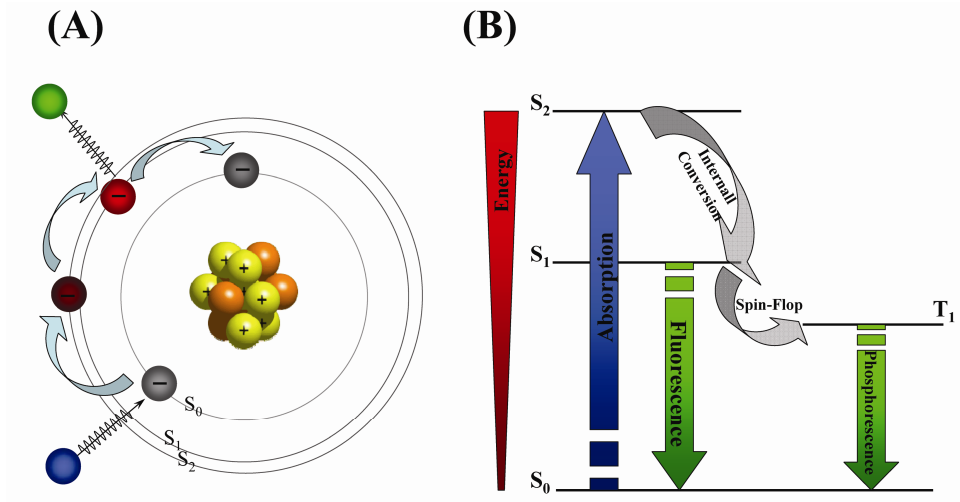 (A)
−
−
−
−
+
+
+
+
+
+
+
S₀
S₁
S₂
(B)
S₂
Energy
Absorption
Internall
Conversion
S₁
Fluorescence
Spin-Flop
T₁
Phosphorescence
S₀